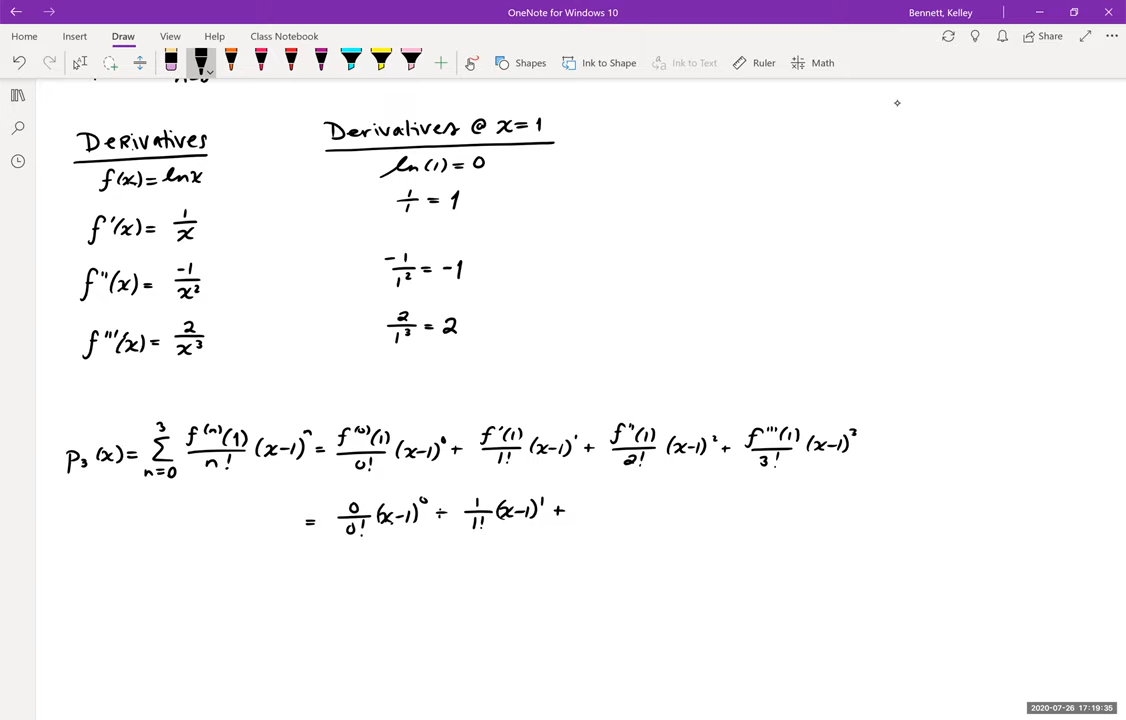 OneNote for Windows 10
Bennett, Kelley
Home Insert Draw View Help Class Notebook
Share
Shapes Ink to Shape Ink to Text Ruler Math
n=0
Derivatives
Derivatives @ x=1
f(x)= ln x
ln(1)=0
f'(x)= 1/x
1/1 = 1
f''(x)= -1/x²
-1/1² = -1
f'''(x)= 2/x³
2/1³ = 2
P₃(x)= ∑_{n=0}^{3} f⁽ⁿ⁾(1)/n! (x-1)ⁿ = f⁽⁰⁾(1)/0! (x-1)⁰ + f'(1)/1! (x-1)¹ + f''(1)/2! (x-1)² + f'''(1)/3! (x-1)³
= 0/0! (x-1)⁰ + 1/1! (x-1)¹ +
2020-07-26 17:19:35